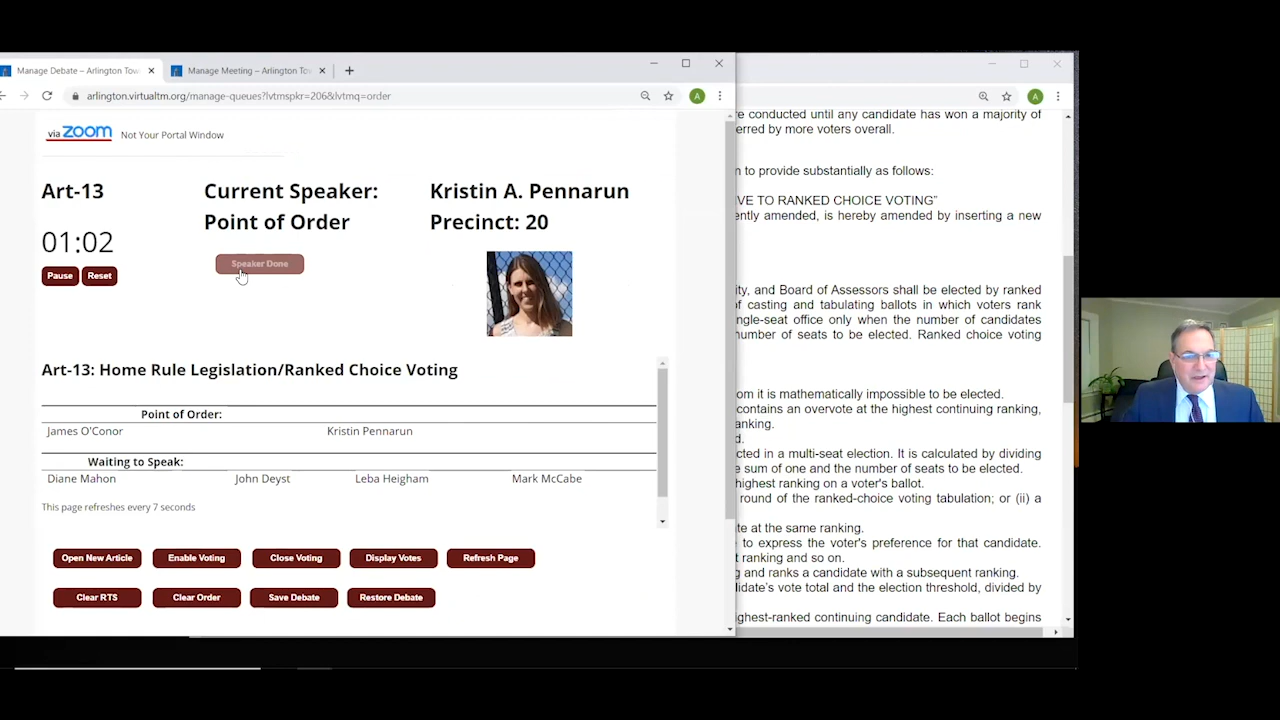 Manage Debate – Arlington Tow
Manage Meeting – Arlington To
arlington.virtualtm.org/manage-queues?lvtmspkr=206&lvtmq=order
A
via zoom Not Your Portal Window
Art-13
Current Speaker:
Point of Order
Kristin A. Pennarun
Precinct: 20
01:02
Pause Reset
Speaker Done
Art-13: Home Rule Legislation/Ranked Choice Voting
Point of Order:
James O'Conor Kristin Pennarun
Waiting to Speak:
Diane Mahon John Deyst Leba Heigham Mark McCabe
This page refreshes every 7 seconds
Open New Article Enable Voting Close Voting Display Votes Refresh Page
Clear RTS Clear Order Save Debate Restore Debate
A
e conducted until any candidate has won a majority of
erred by more voters overall.
n to provide substantially as follows:
VE TO RANKED CHOICE VOTING"
ently amended, is hereby amended by inserting a new
ity, and Board of Assessors shall be elected by ranked
of casting and tabulating ballots in which voters rank
ngle-seat office only when the number of candidates
number of seats to be elected. Ranked choice voting
om it is mathematically impossible to be elected.
contains an overvote at the highest continuing ranking,
anking.
d.
cted in a multi-seat election. It is calculated by dividing
e sum of one and the number of seats to be elected.
highest ranking on a voter's ballot.
round of the ranked-choice voting tabulation; or (ii) a
te at the same ranking.
to express the voter's preference for that candidate.
t ranking and so on.
g and ranks a candidate with a subsequent ranking.
didate's vote total and the election threshold, divided by
ghest-ranked continuing candidate. Each ballot begins